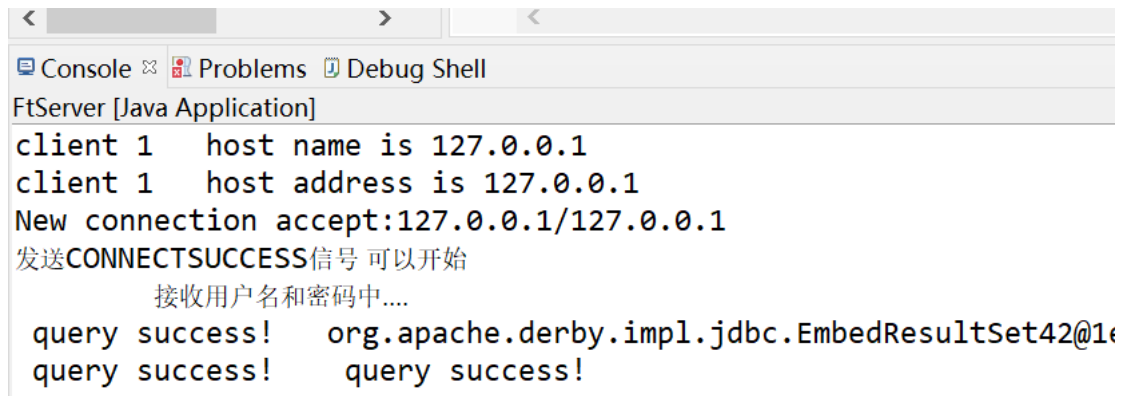 Console Problems Debug Shell
FtServer [Java Application]
client 1 host name is 127.0.0.1
client 1 host address is 127.0.0.1
New connection accept:127.0.0.1/127.0.0.1
发送CONNECTSUCCESS信号 可以开始
接收用户名和密码中....
query success! org.apache.derby.impl.jdbc.EmbedResultSet42@1e
query success! query success!